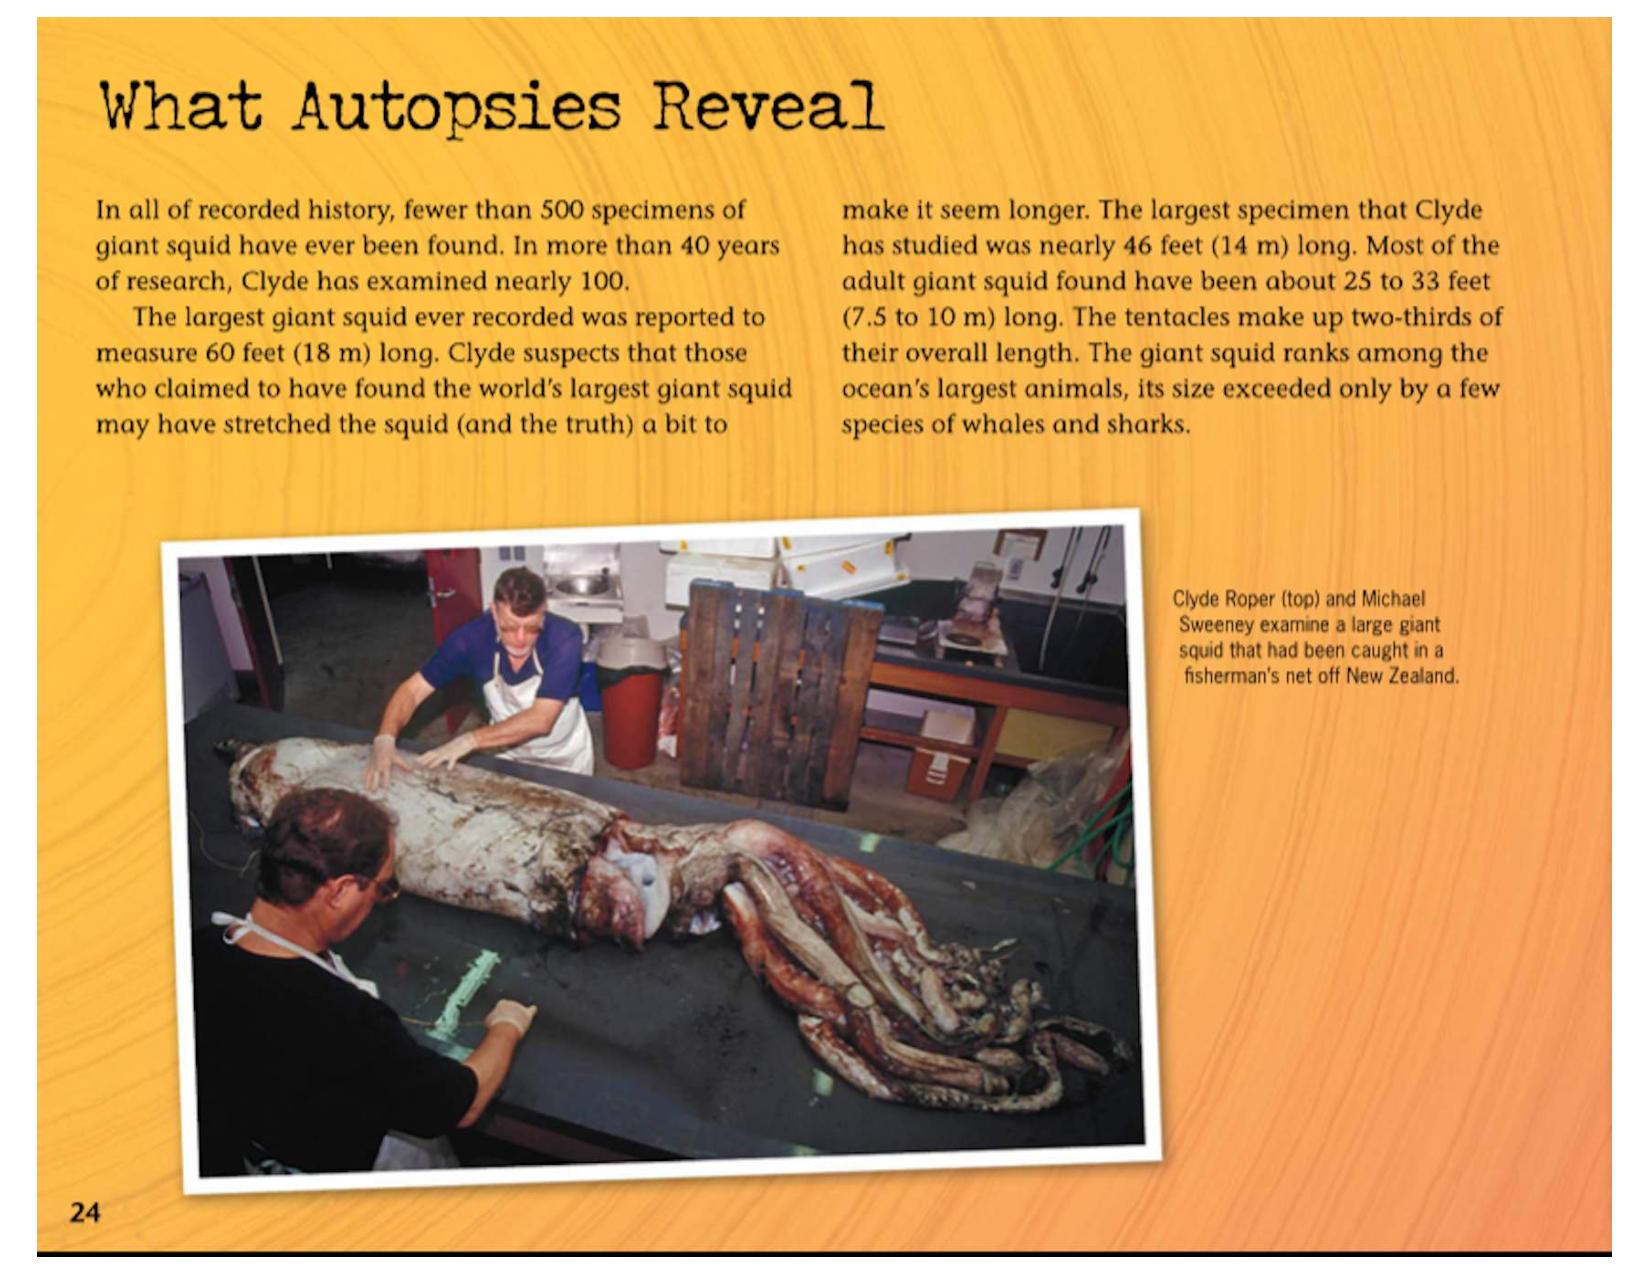 What Autopsies Reveal
In all of recorded history, fewer than 500 specimens of
giant squid have ever been found. In more than 40 years
of research, Clyde has examined nearly 100.
The largest giant squid ever recorded was reported to
measure 60 feet (18 m) long. Clyde suspects that those
who claimed to have found the world's largest giant squid
may have stretched the squid (and the truth) a bit to
make it seem longer. The largest specimen that Clyde
has studied was nearly 46 feet (14 m) long. Most of the
adult giant squid found have been about 25 to 33 feet
(7.5 to 10 m) long. The tentacles make up two-thirds of
their overall length. The giant squid ranks among the
ocean's largest animals, its size exceeded only by a few
species of whales and sharks.
Clyde Roper (top) and Michael
Sweeney examine a large giant
squid that had been caught in a
fisherman's net off New Zealand.
24